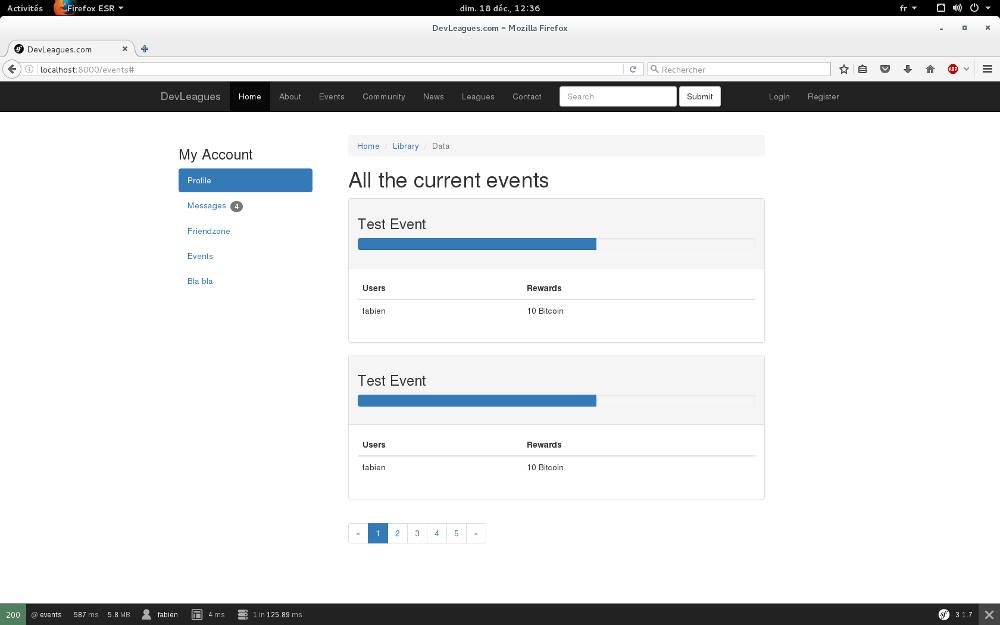 Activités Firefox ESR dim. 18 déc., 12:36 fr
DevLeagues.com - Mozilla Firefox
DevLeagues.com
localhost:8000/events# Rechercher ABP
DevLeagues Home About Events Community News Leagues Contact Search Submit Login Register
Home / Library / Data
My Account
Profile
Messages 4
Friendzone
Events
Bla bla
All the current events
Test Event
Users Rewards
fabien 10 Bitcoin
Test Event
Users Rewards
fabien 10 Bitcoin
« 1 2 3 4 5 »
200 @ events 587 ms 5.8 MB fabien 4 ms 1 in 125.89 ms 3.1.7